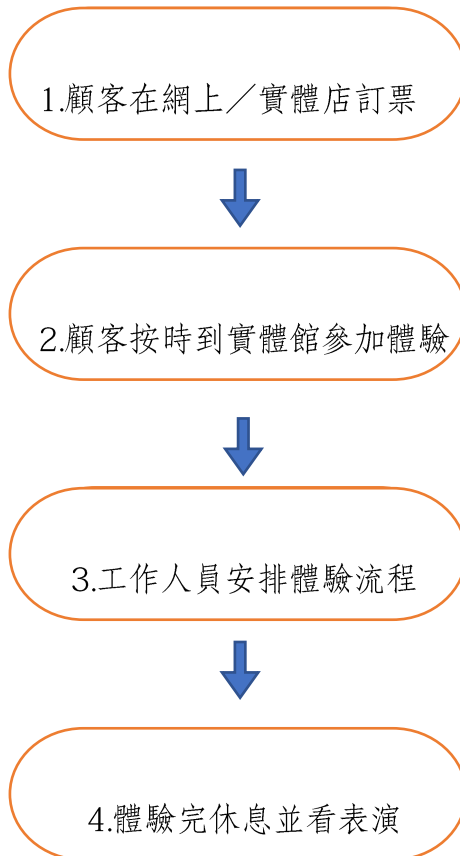 1.顧客在網上／實體店訂票
2.顧客按時到實體館參加體驗
3.工作人員安排體驗流程
4.體驗完休息並看表演